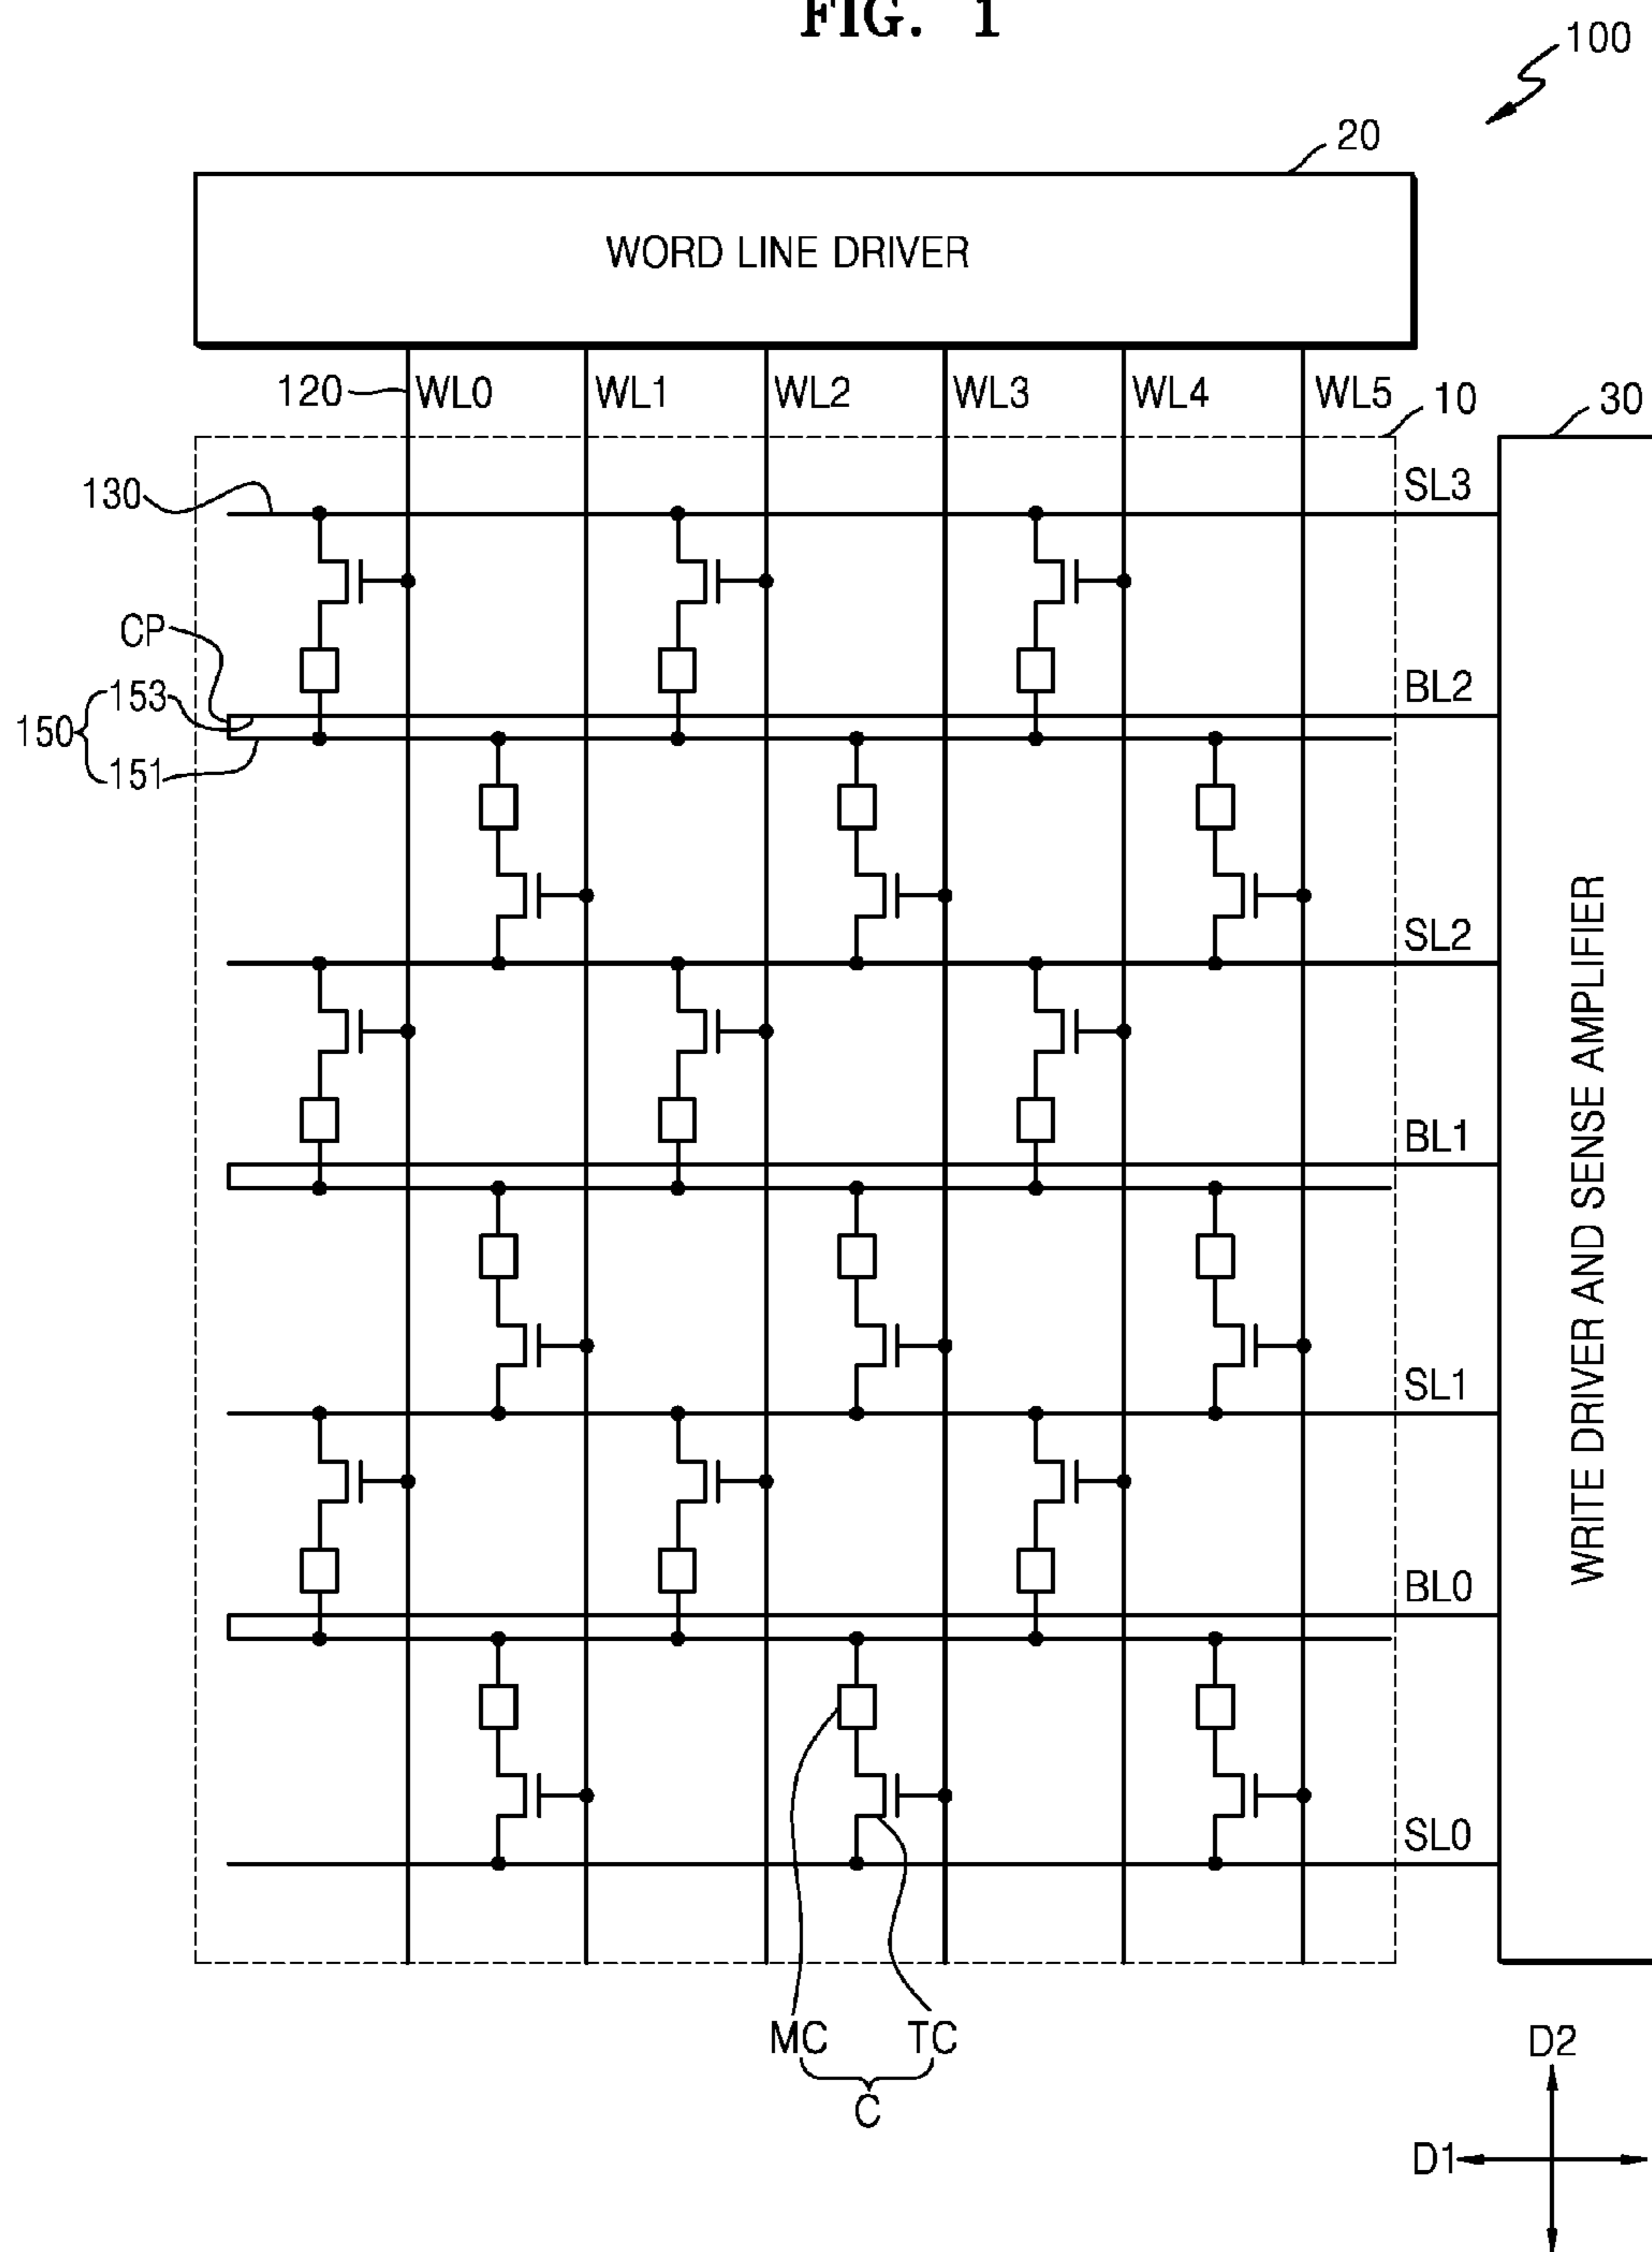 FIG. 1
100
20
WORD LINE DRIVER
120 WL0 WL1 WL2 WL3 WL4 WL5 10 30
SL3
130
CP
BL2
153
150
151
SL2
BL1
WRITE DRIVER AND SENSE AMPLIFIER
SL1
BL0
SL0
MC TC
C
D2
D1